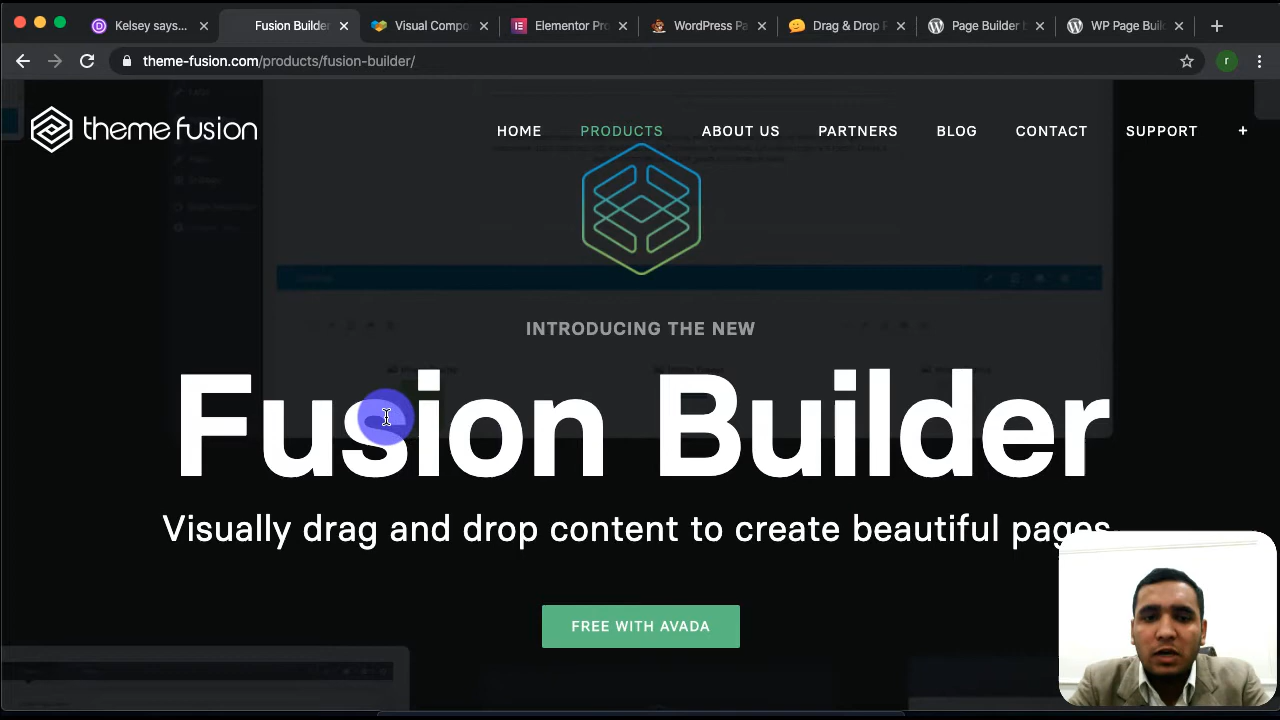 Kelsey says...
Fusion Builder
Visual Compo
Elementor Pro
WordPress Pa
Drag & Drop P
Page Builder b
WP Page Buil
theme-fusion.com/products/fusion-builder/
r
theme fusion
HOME
PRODUCTS
ABOUT US
PARTNERS
BLOG
CONTACT
SUPPORT
+
INTRODUCING THE NEW
Fusion Builder
Visually drag and drop content to create beautiful pages.
FREE WITH AVADA